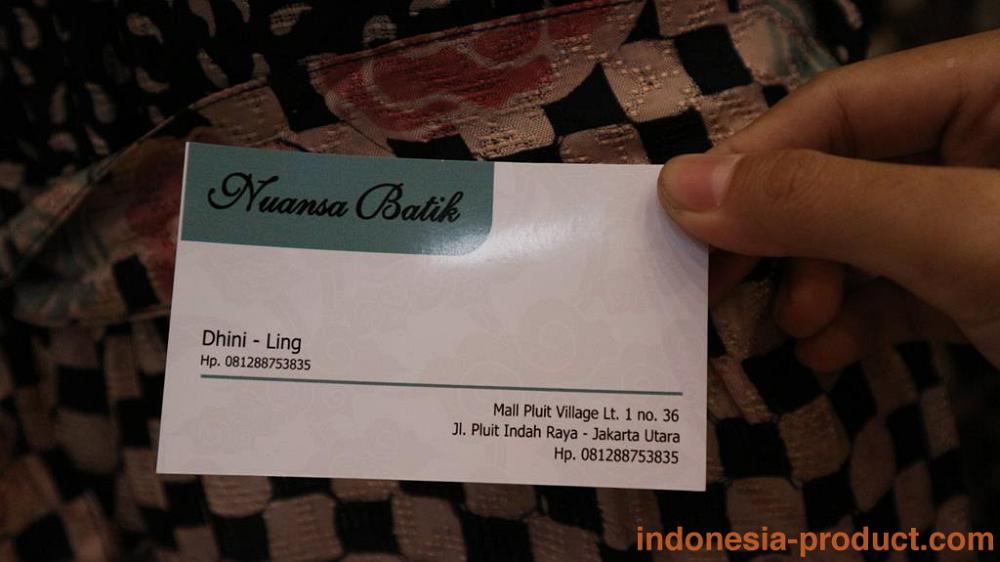 Nuansa Batik
Dhini - Ling
Hp. 081288753835
Mall Pluit Village Lt. 1 no. 36
Jl. Pluit Indah Raya - Jakarta Utara
Hp. 081288753835
indonesia-product.com